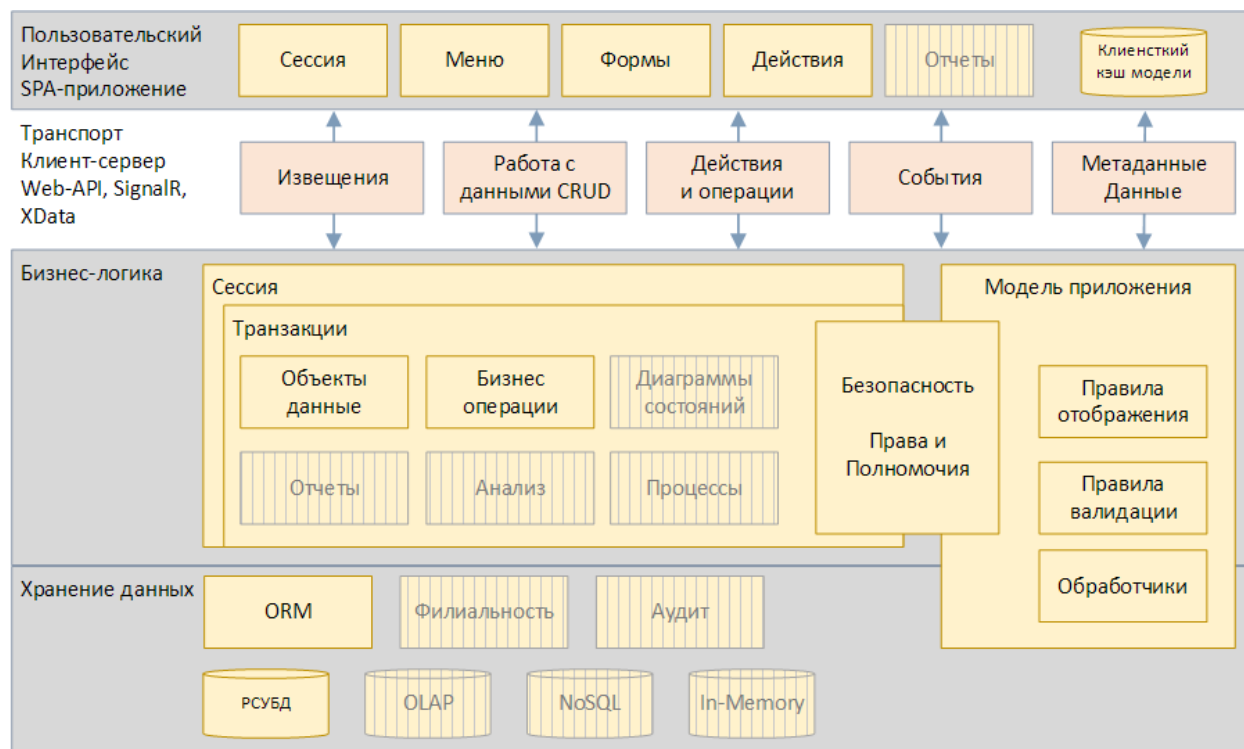 Пользовательский
Интерфейс
SPA-приложение
Сессия
Меню
Формы
Действия
Отчеты
Клиенсткий
кэш модели
Транспорт
Клиент-сервер
Web-API, SignalR,
XData
Извещения
Работа с
данными CRUD
Действия
и операции
События
Метаданные
Данные
Бизнес-логика
Сессия
Транзакции
Объекты
данные
Бизнес
операции
Диаграммы
состояний
Отчеты
Анализ
Процессы
Безопасность
Права и
Полномочия
Модель приложения
Правила
отображения
Правила
валидации
Обработчики
Хранение данных
ORM
Филиальность
Аудит
РСУБД
OLAP
NoSQL
In-Memory